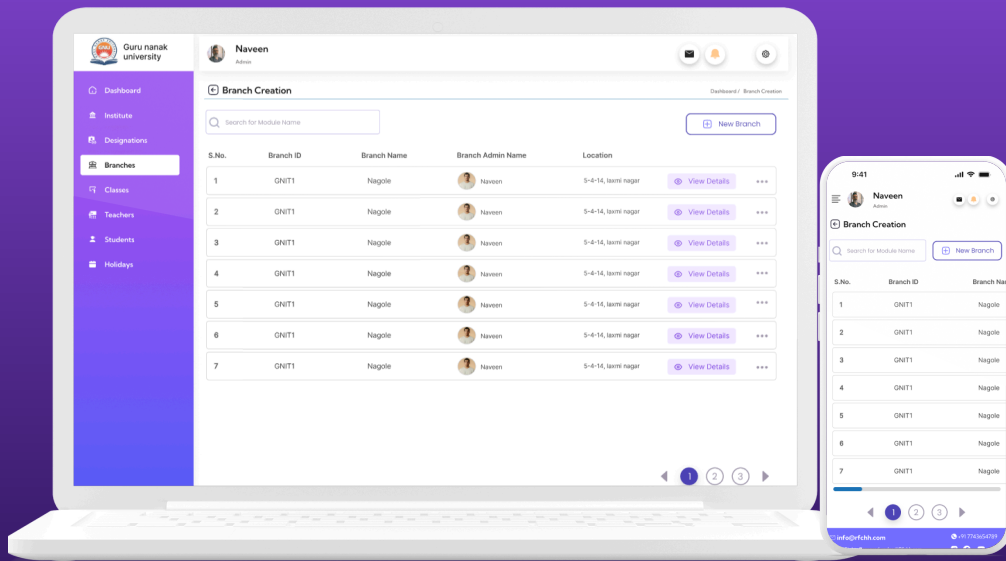 Guru nanak
university
Naveen
Admin
Dashboard
Institute
Designations
Branches
Classes
Teachers
Students
Holidays
Branch Creation
Dashboard / Branch Creation
Search for Module Name
New Branch
S.No. Branch ID Branch Name Branch Admin Name Location
1 GNIT1 Nagole Naveen 5-4-14, laxmi nagar View Details
2 GNIT1 Nagole Naveen 5-4-14, laxmi nagar View Details
3 GNIT1 Nagole Naveen 5-4-14, laxmi nagar View Details
4 GNIT1 Nagole Naveen 5-4-14, laxmi nagar View Details
5 GNIT1 Nagole Naveen 5-4-14, laxmi nagar View Details
6 GNIT1 Nagole Naveen 5-4-14, laxmi nagar View Details
7 GNIT1 Nagole Naveen 5-4-14, laxmi nagar View Details
1 2 3
9:41
Naveen
Admin
Branch Creation
Search for Module Name
New Branch
S.No. Branch ID Branch Na
1 GNIT1 Nagole
2 GNIT1 Nagole
3 GNIT1 Nagole
4 GNIT1 Nagole
5 GNIT1 Nagole
6 GNIT1 Nagole
7 GNIT1 Nagole
1 2 3
info@rfchh.com +91 7743654789